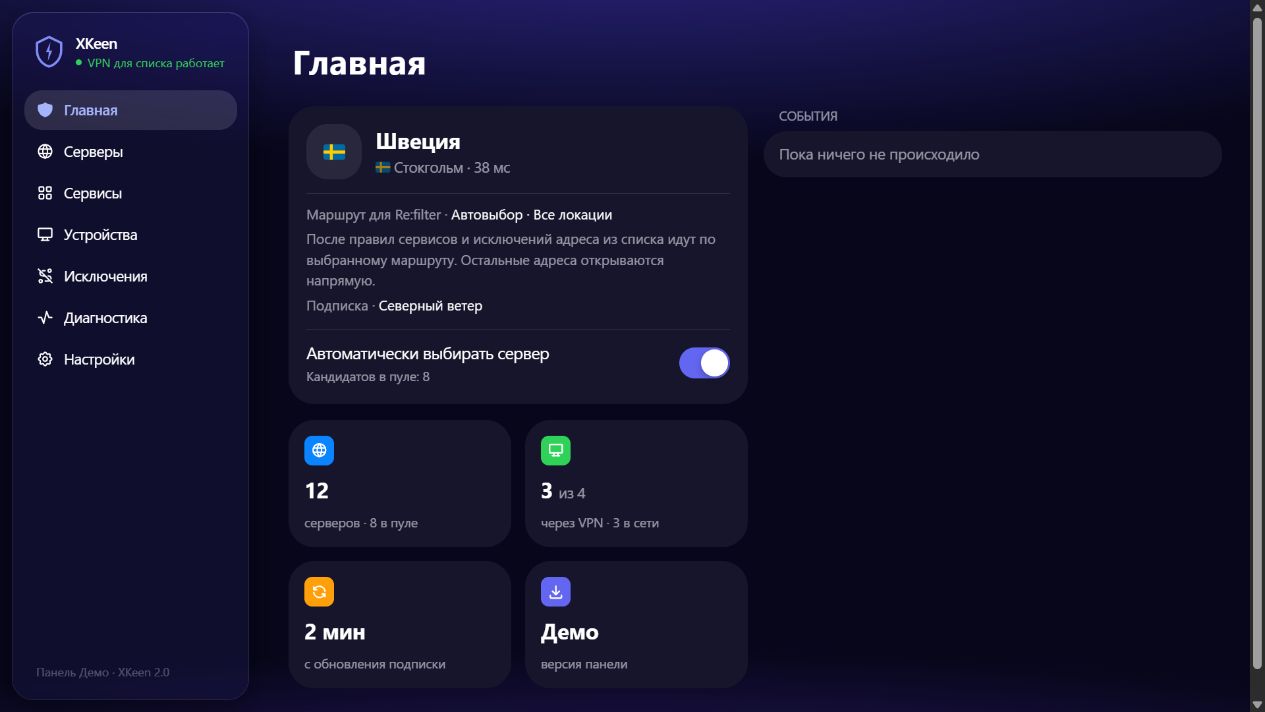 XKeen
VPN для списка работает
Главная
Серверы
Сервисы
Устройства
Исключения
Диагностика
Настройки
Панель Демо · XKeen 2.0
Главная
Швеция
Стокгольм · 38 мс
Маршрут для Re:filter · Автовыбор · Все локации
После правил сервисов и исключений адреса из списка идут по
выбранному маршруту. Остальные адреса открываются
напрямую.
Подписка · Северный ветер
Автоматически выбирать сервер
Кандидатов в пуле: 8
12
серверов · 8 в пуле
3 из 4
через VPN · 3 в сети
2 мин
с обновления подписки
Демо
версия панели
СОБЫТИЯ
Пока ничего не происходило